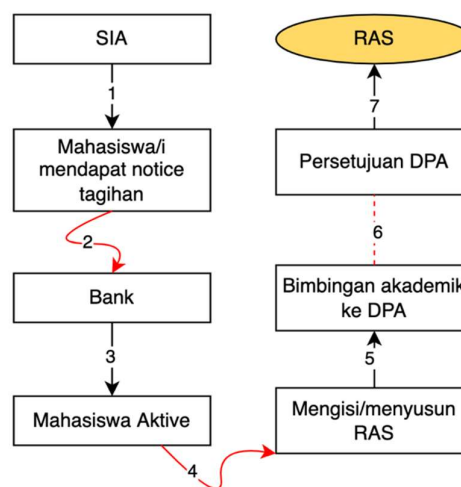 SIA
1
Mahasiswa/i
mendapat notice
tagihan
2
Bank
3
Mahasiswa Aktive
4
Mengisi/menyusun
RAS
5
Bimbingan akademik
ke DPA
6
Persetujuan DPA
7
RAS